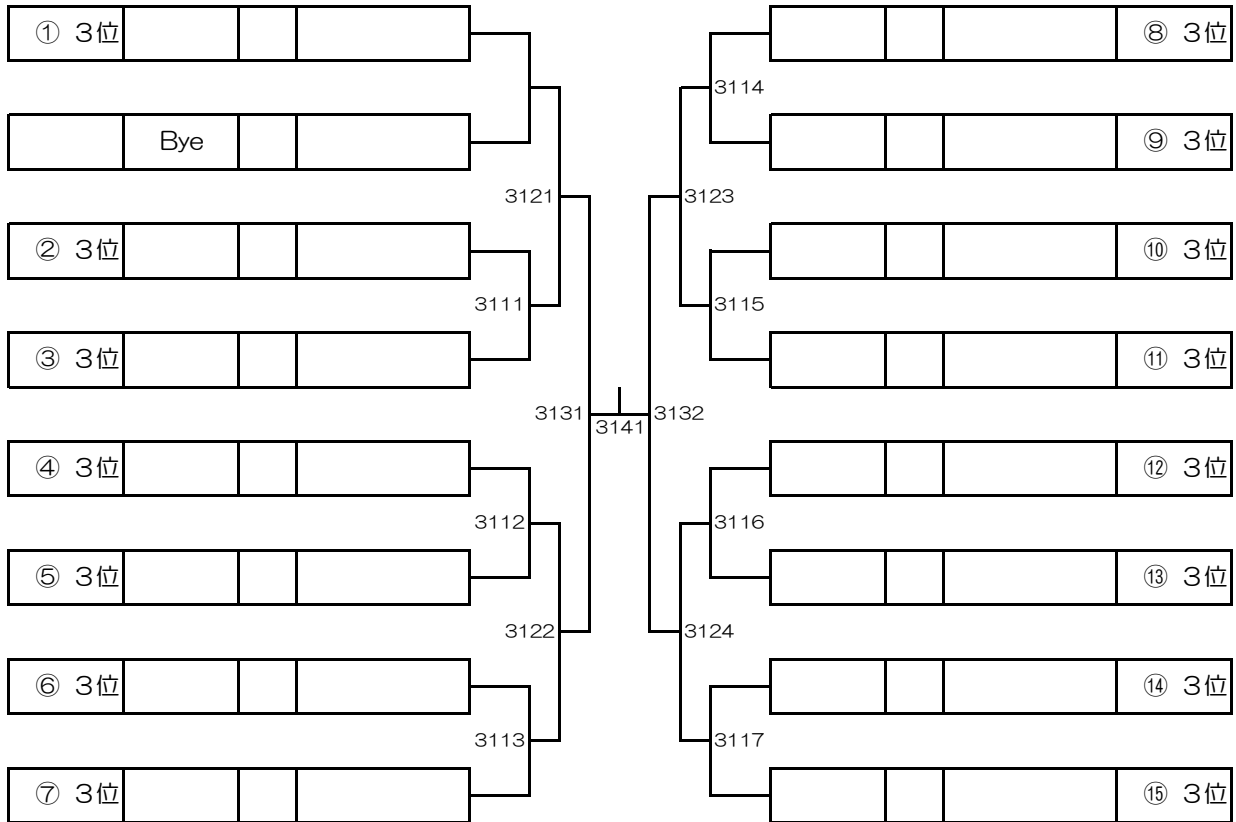 ① 3位
Bye
② 3位
③ 3位
④ 3位
⑤ 3位
⑥ 3位
⑦ 3位
3121
3111
3131
3112
3122
3113
3141
3114
3123
3115
3132
3116
3124
3117
⑧ 3位
⑨ 3位
⑩ 3位
⑪ 3位
⑫ 3位
⑬ 3位
⑭ 3位
⑮ 3位